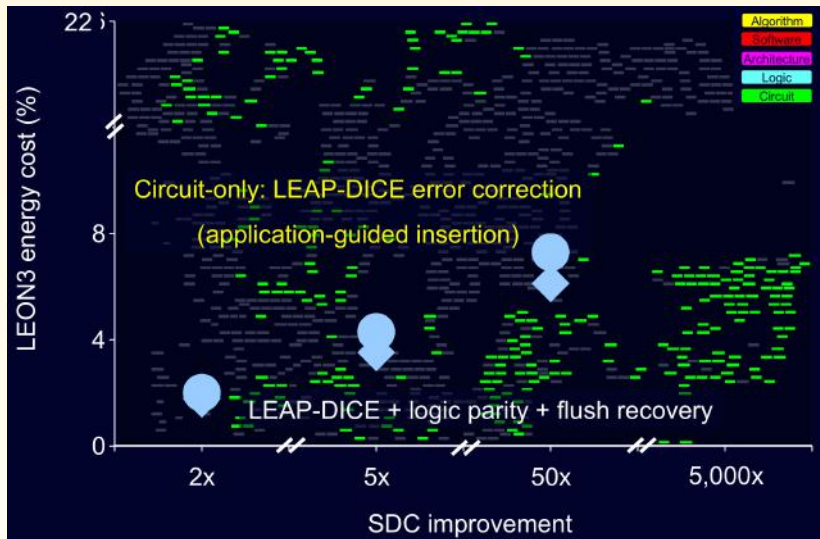 22
Algorithm
Software
Architecture
Logic
Circuit
LEON3 energy cost (%)
Circuit-only: LEAP-DICE error correction
(application-guided insertion)
8
4
LEAP-DICE + logic parity + flush recovery
0
2x
5x
50x
5,000x
SDC improvement